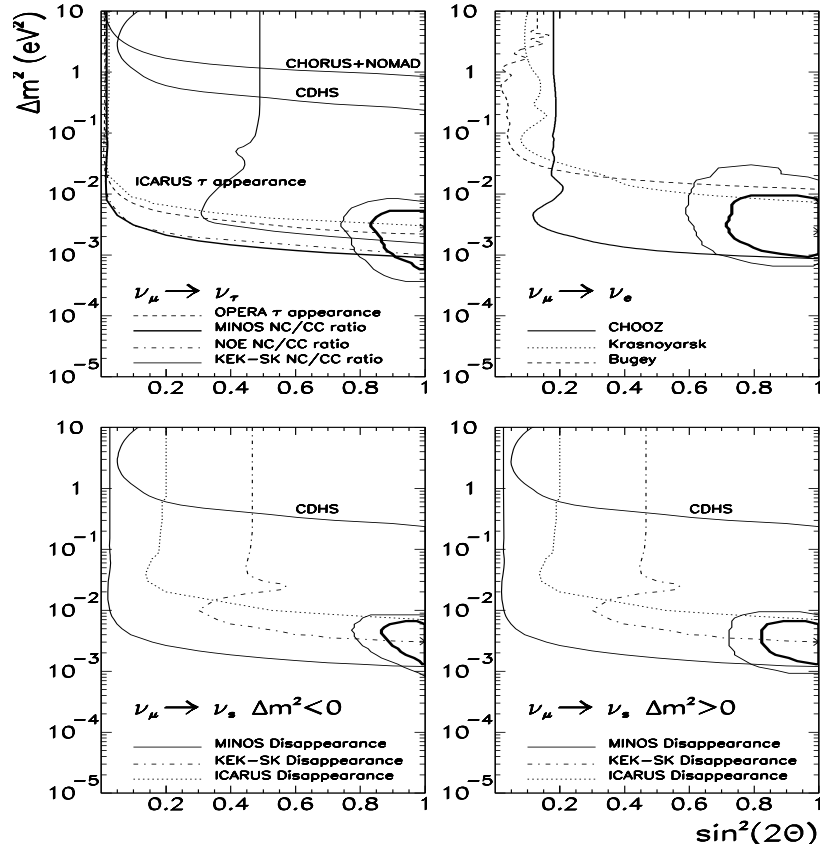 Δm² (eV²)
10
1
10⁻¹
10⁻²
10⁻³
10⁻⁴
10⁻⁵
0.2 0.4 0.6 0.8 1
CHORUS+NOMAD
CDHS
ICARUS τ appearance
ν_μ → ν_τ
OPERA τ appearance
MINOS NC/CC ratio
NOE NC/CC ratio
KEK-SK NC/CC ratio
10
1
10⁻¹
10⁻²
10⁻³
10⁻⁴
10⁻⁵
0.2 0.4 0.6 0.8 1
ν_μ → ν_e
CHOOZ
Krasnoyarsk
Bugey
10
1
10⁻¹
10⁻²
10⁻³
10⁻⁴
10⁻⁵
0.2 0.4 0.6 0.8 1
CDHS
ν_μ → ν_s Δm²<0
MINOS Disappearance
KEK-SK Disappearance
ICARUS Disappearance
10
1
10⁻¹
10⁻²
10⁻³
10⁻⁴
10⁻⁵
0.2 0.4 0.6 0.8 1
CDHS
ν_μ → ν_s Δm²>0
MINOS Disappearance
KEK-SK Disappearance
ICARUS Disappearance
sin²(2Θ)